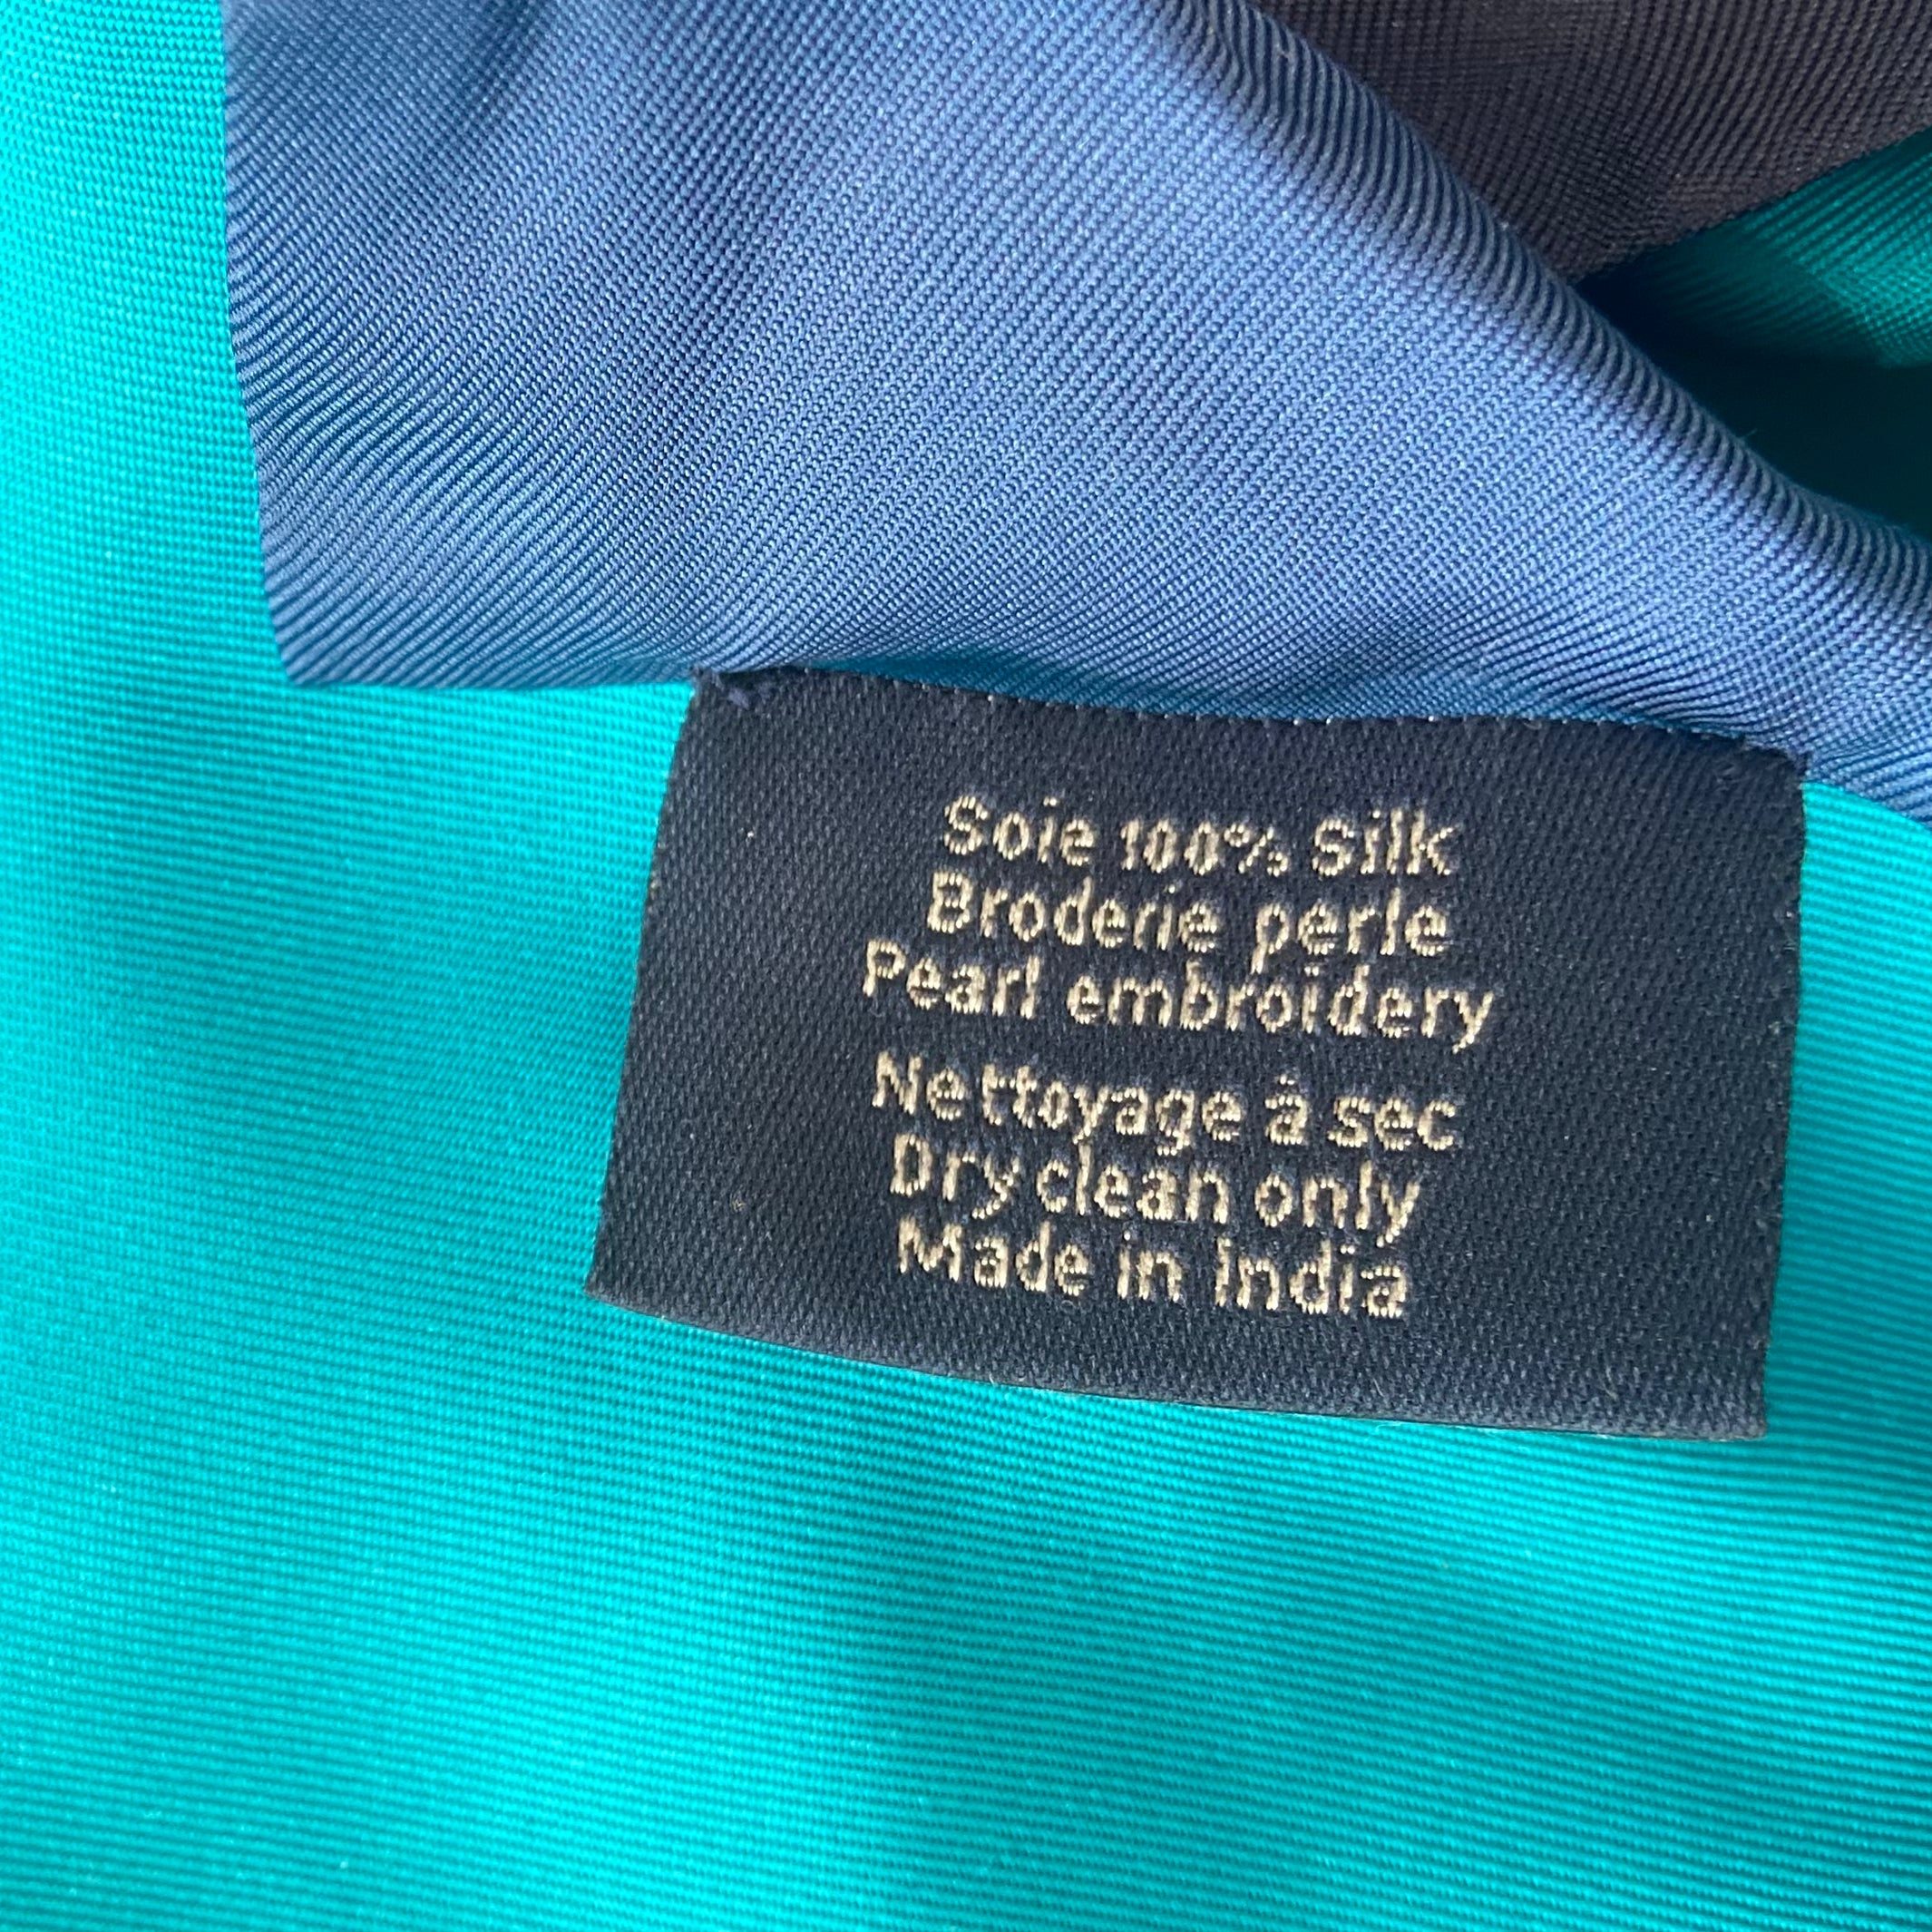 Soie 100% Silk
Broderie perle
Pearl embroidery
Nettoyage à sec
Dry clean only
Made in India